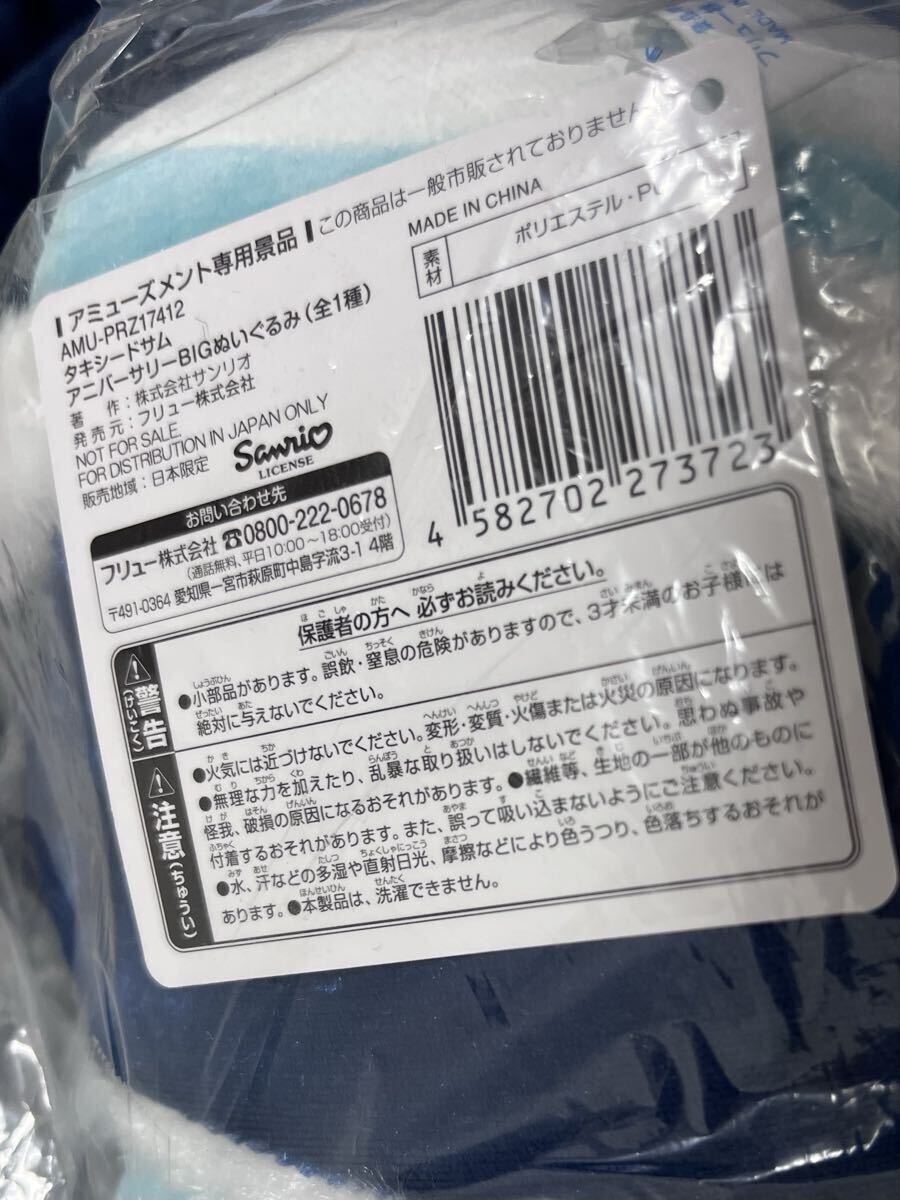 フリュー株
MADE IN
┃アミューズメント専用景品┃この商品は一般市販されておりません
AMU-PRZ17412
タキシードサム
アニバーサリーBIGぬいぐるみ(全1種)
著　作：株式会社サンリオ
発売元：フリュー株式会社
NOT FOR SALE
FOR DISTRIBUTION IN JAPAN ONLY
販売地域：日本限定
Sanrio
LICENSE
MADE IN CHINA
素材 ポリエステル・PU
4 582702 273723
お問い合わせ先
フリュー株式会社 ☎0800-222-0678
(通話無料、平日10:00〜18:00受付)
〒491-0364 愛知県一宮市萩原町中島字流3-1 4階
保護者の方へ 必ずお読みください。
警告(けいこく)
●小部品があります。誤飲・窒息の危険がありますので、3才未満のお子様には
絶対に与えないでください。
注意(ちゅうい)
●火気には近づけないでください。変形・変質・火傷または火災の原因になります。
●無理な力を加えたり、乱暴な取り扱いはしないでください。思わぬ事故や
怪我、破損の原因になるおそれがあります。●繊維等、生地の一部が他のものに
付着するおそれがあります。また、誤って吸い込まないようにご注意ください。
●水、汗などの多湿や直射日光、摩擦などにより色うつり、色落ちするおそれが
あります。●本製品は、洗濯できません。